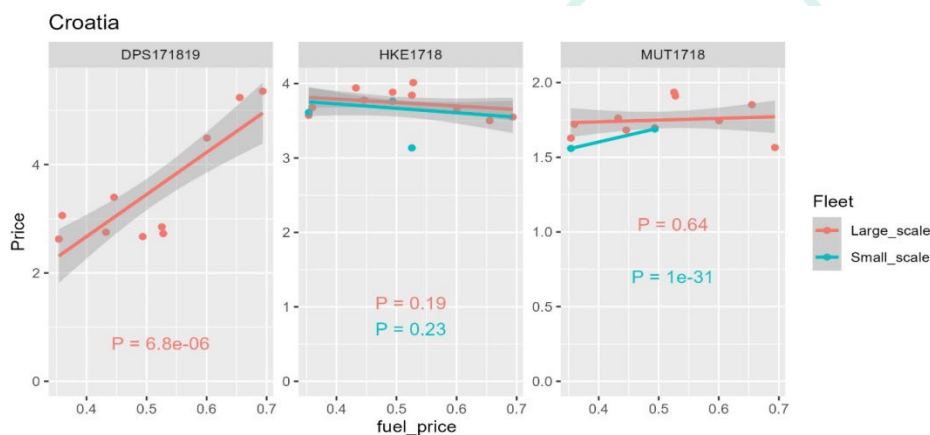 Croatia
DPS171819
HKE1718
MUT1718
Price
4
2
0
P = 6.8e-06
0.4 0.5 0.6 0.7
4
3
2
1
0
P = 0.19
P = 0.23
0.4 0.5 0.6 0.7
2.0
1.5
1.0
0.5
0.0
P = 0.64
P = 1e-31
0.4 0.5 0.6 0.7
fuel_price
Fleet
Large_scale
Small_scale